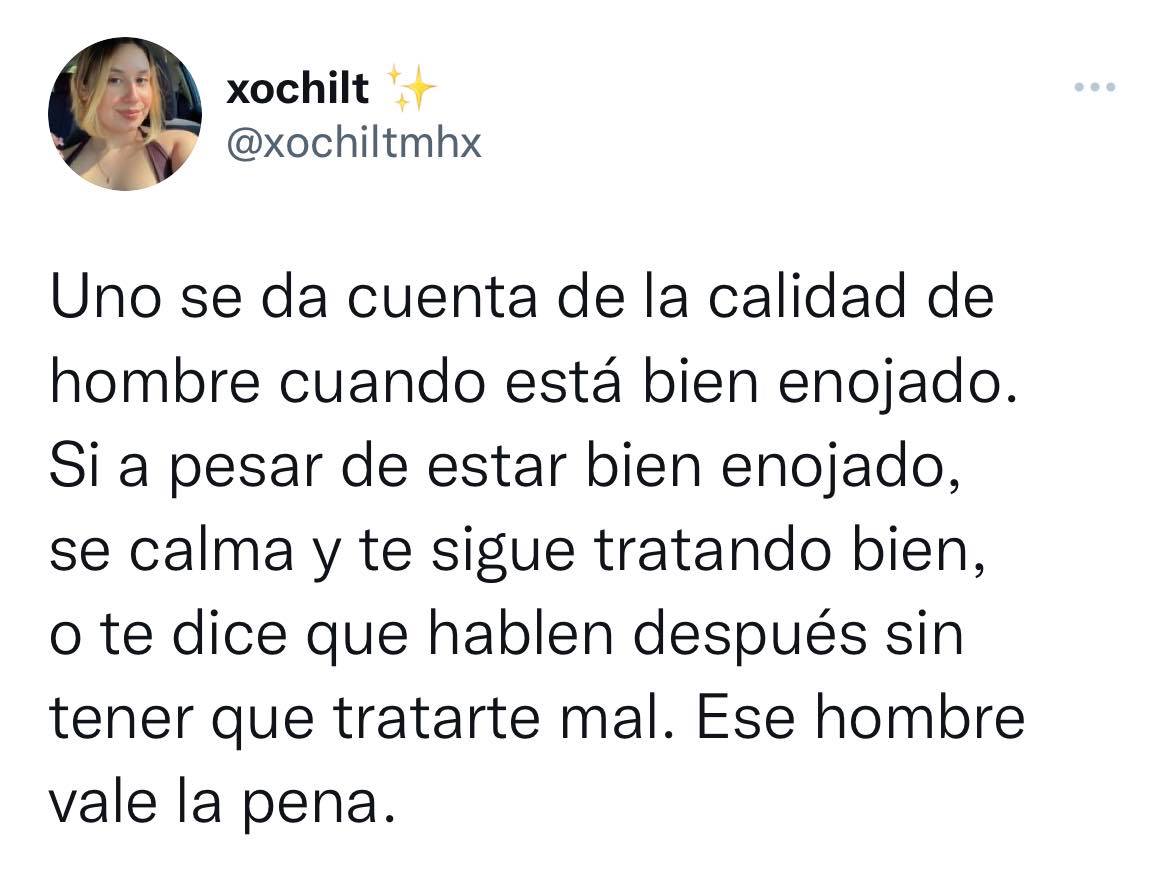 xochilt ✨
@xochiltmhx
Uno se da cuenta de la calidad de
hombre cuando está bien enojado.
Si a pesar de estar bien enojado,
se calma y te sigue tratando bien,
o te dice que hablen después sin
tener que tratarte mal. Ese hombre
vale la pena.